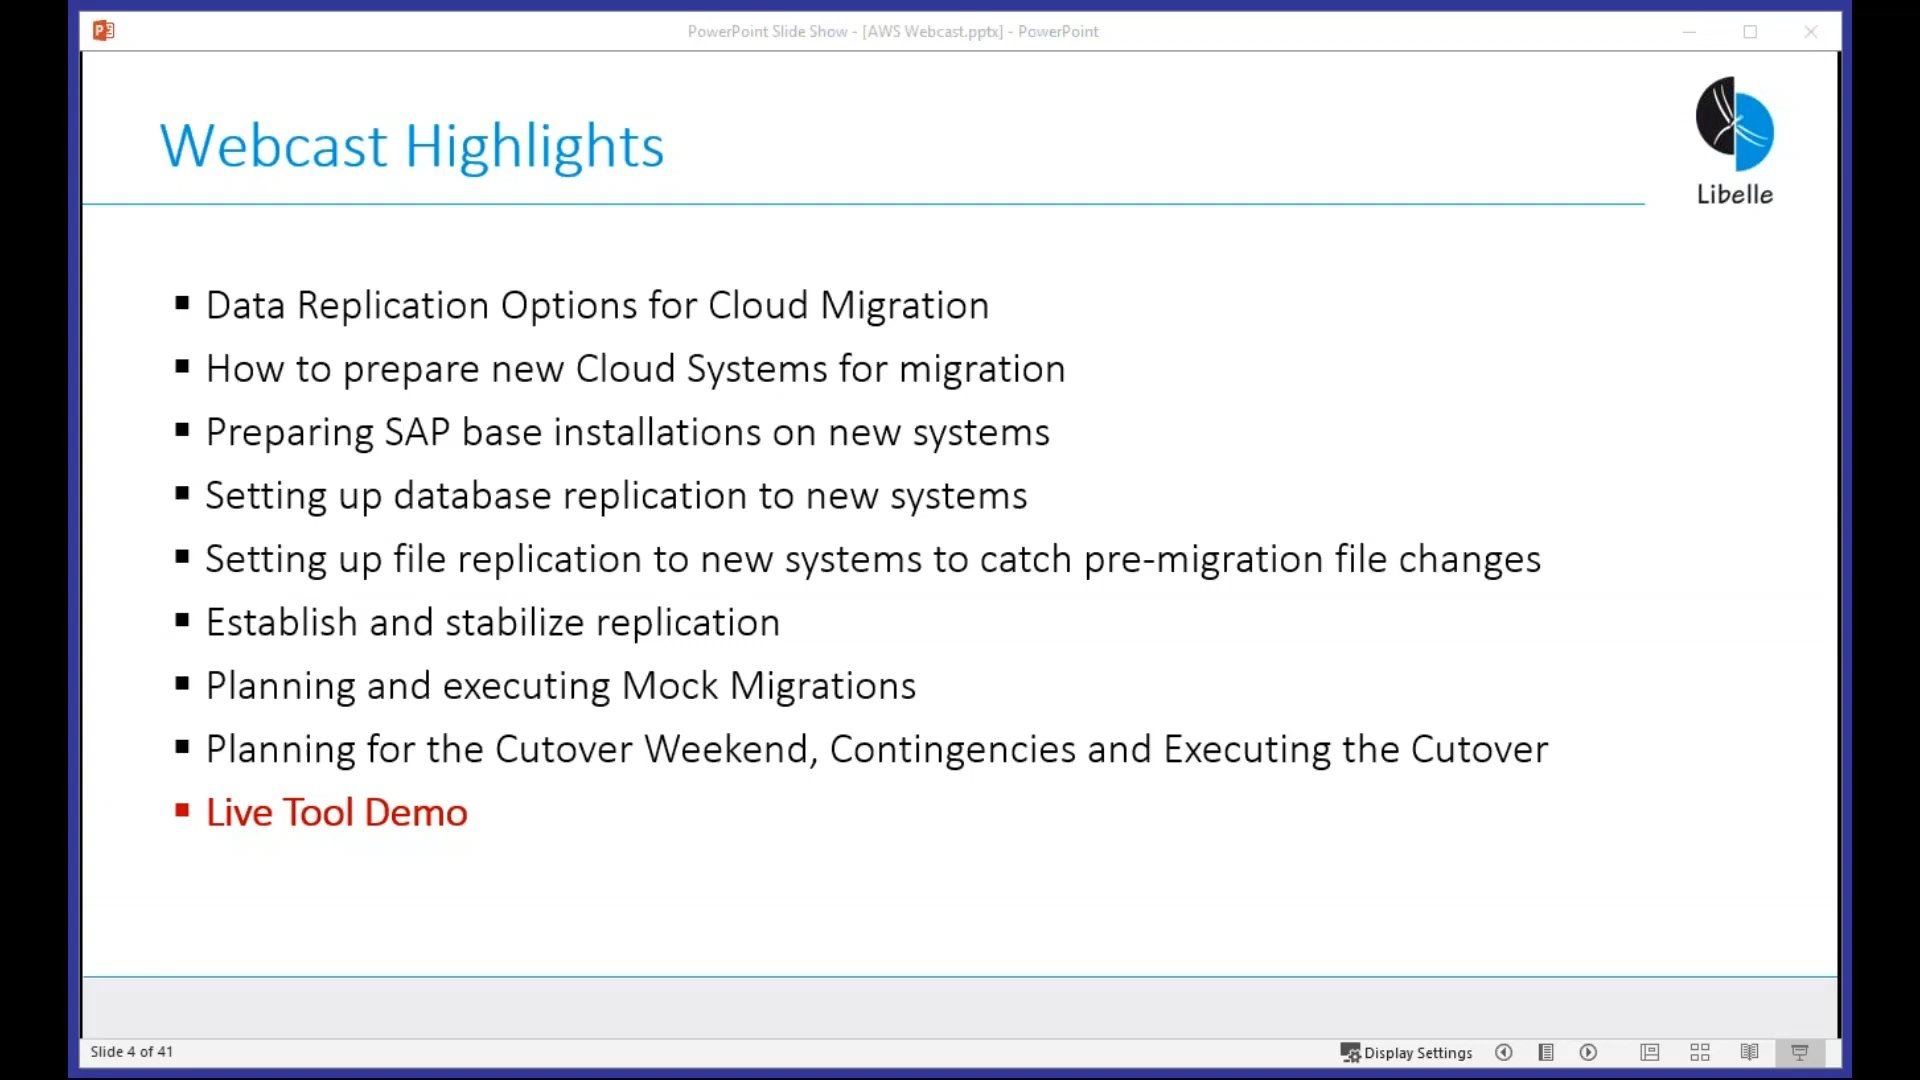 PowerPoint Slide Show - [AWS Webcast.pptx] - PowerPoint
Webcast Highlights
Libelle
▪ Data Replication Options for Cloud Migration
▪ How to prepare new Cloud Systems for migration
▪ Preparing SAP base installations on new systems
▪ Setting up database replication to new systems
▪ Setting up file replication to new systems to catch pre-migration file changes
▪ Establish and stabilize replication
▪ Planning and executing Mock Migrations
▪ Planning for the Cutover Weekend, Contingencies and Executing the Cutover
▪ Live Tool Demo
Slide 4 of 41
Display Settings